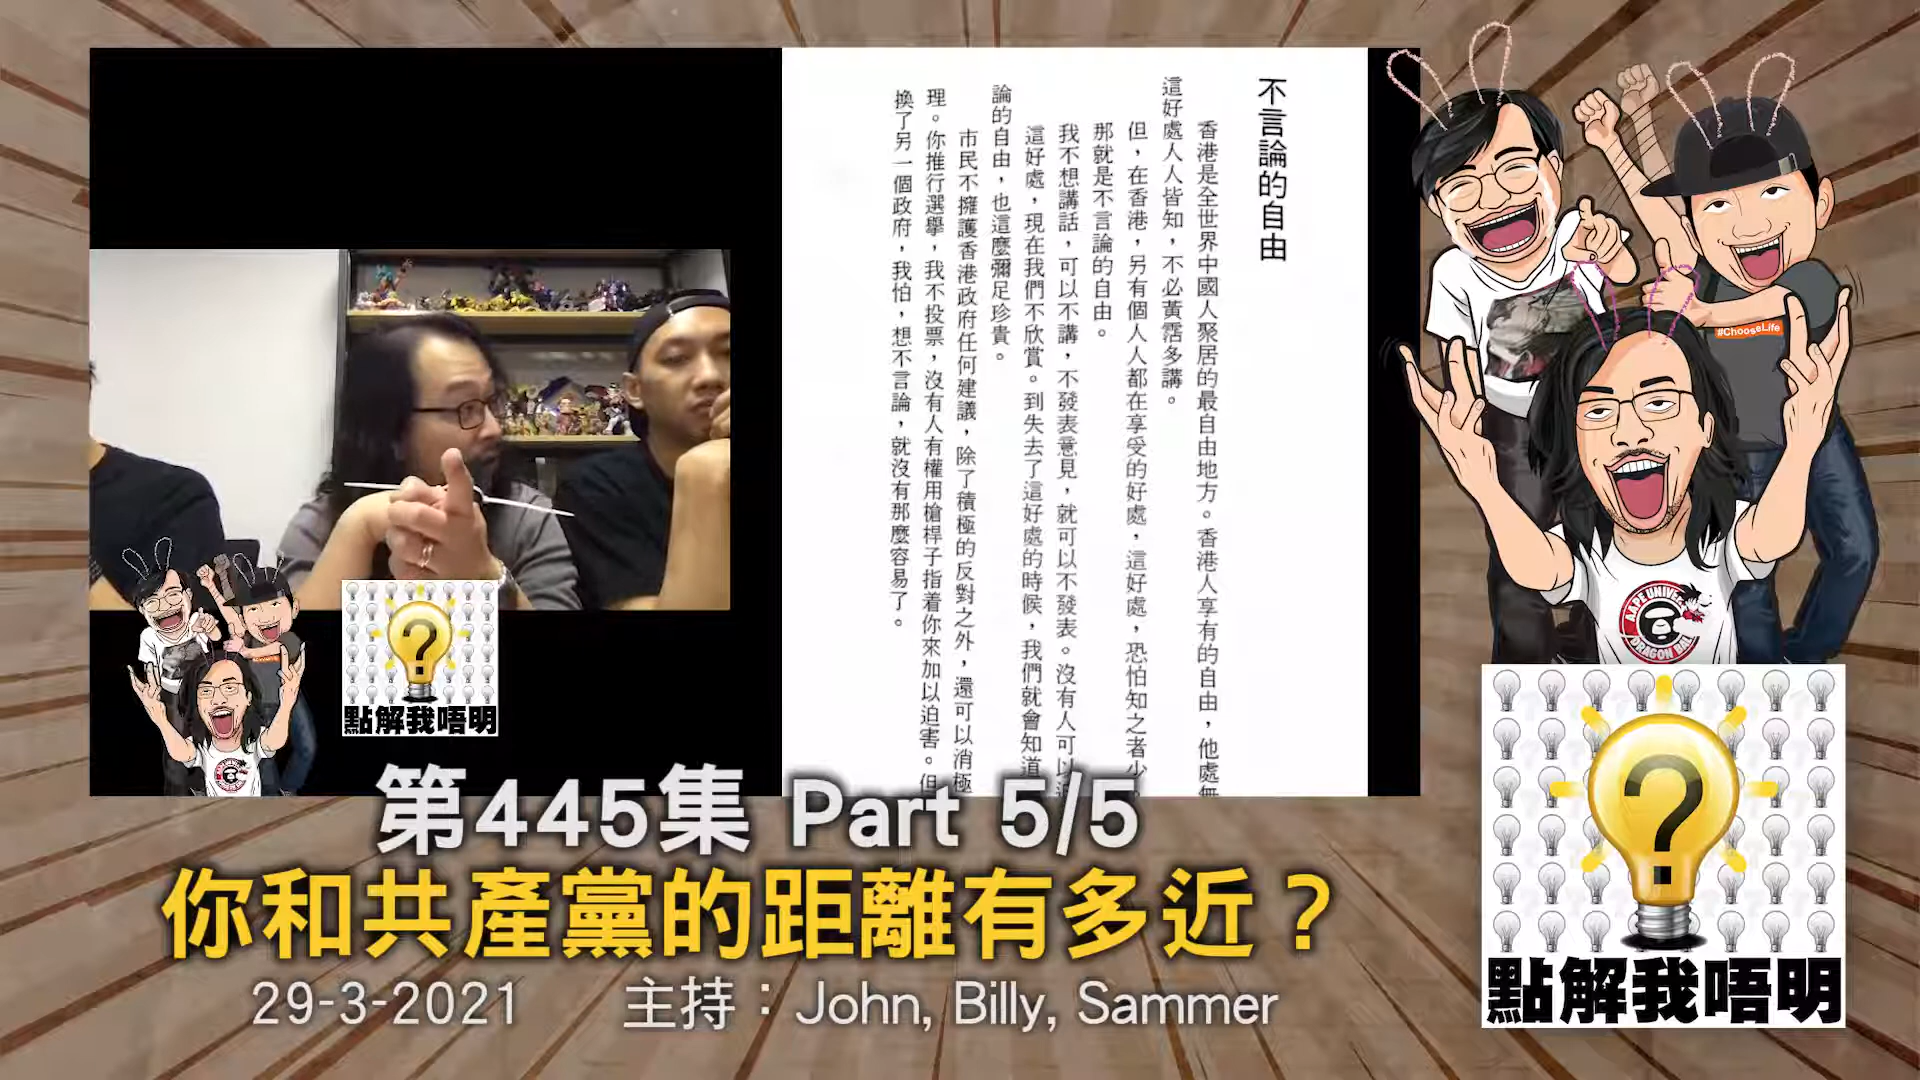 不言論的自由
香港是全世界中國人聚居的最自由地方。香港人享有的自由，他處無
這好處人人皆知，不必黃霑多講。
但，在香港，另有個人人都在享受的好處，這好處，恐怕知之者少。
那就是不言論的自由。
我不想講話，可以不講，不發表意見，就可以不發表。沒有人可以
這好處，現在我們不欣賞。到失去了這好處的時候，我們就會知道
論的自由，也這麼彌足珍貴。
市民不擁護香港政府任何建議，除了積極的反對之外，還可以消極
理。你推行選舉，我不投票，沒有人有權用槍桿子指着你來加以迫害。但
換了另一個政府，我怕，想不言論，就沒有那麼容易了。
#ChooseLife
AAPE UNIVERSE
DRAGON BALL
點解我唔明
第445集 Part 5/5
你和共產黨的距離有多近？
29-3-2021 主持：John, Billy, Sammer
點解我唔明